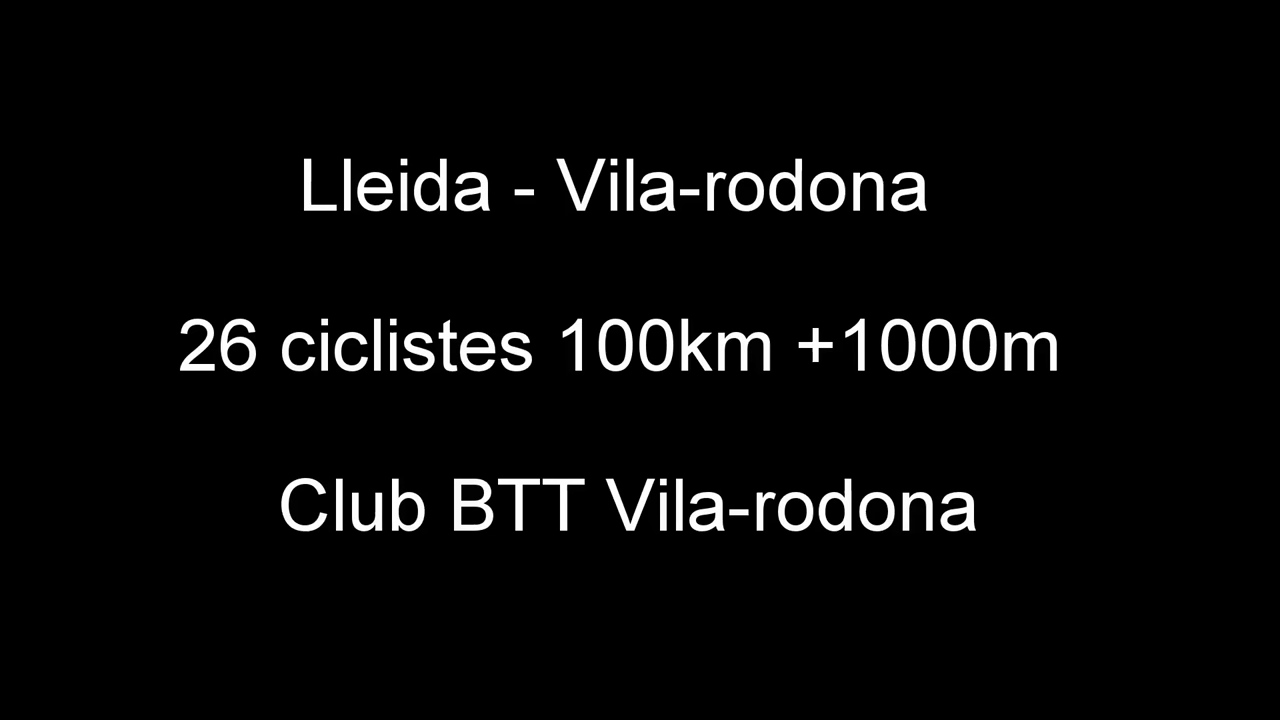 Lleida - Vila-rodona
26 ciclistes 100km +1000m
Club BTT Vila-rodona